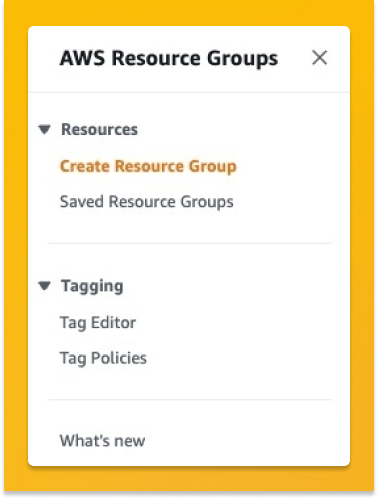 AWS Resource Groups
Resources
Create Resource Group
Saved Resource Groups
Tagging
Tag Editor
Tag Policies
What's new